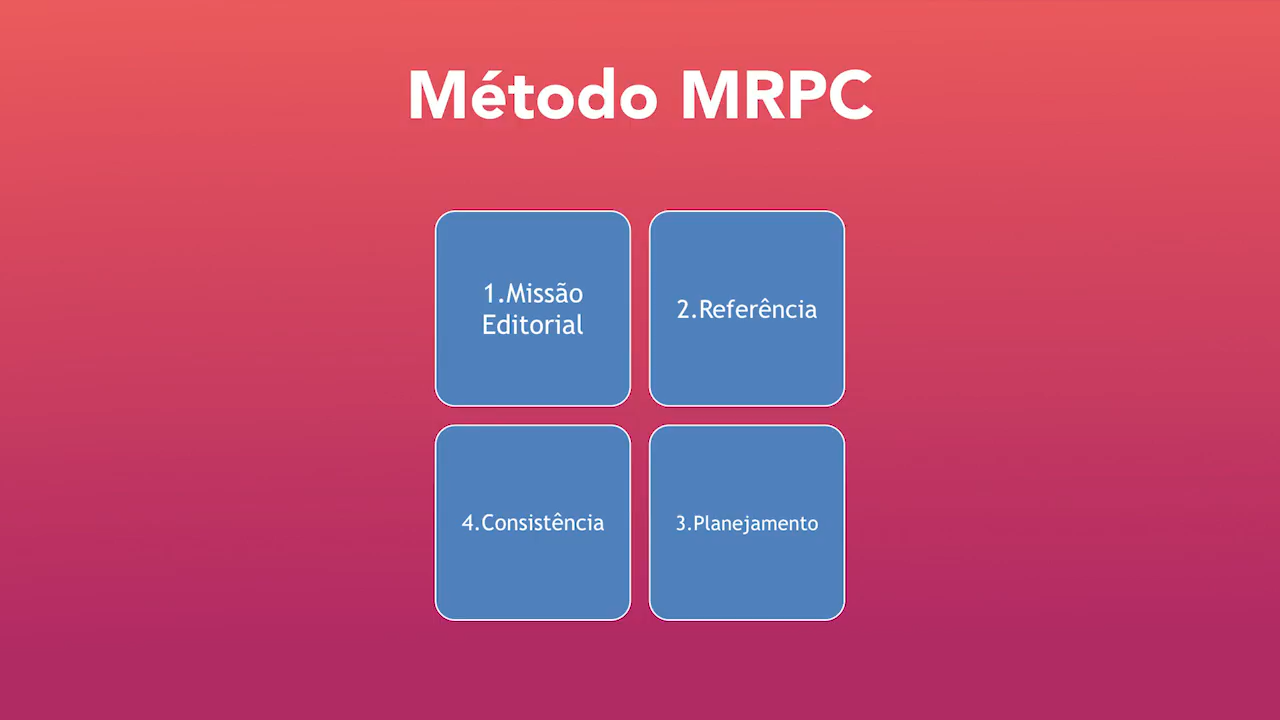 Método MRPC
1.Missão
Editorial
2.Referência
4.Consistência
3.Planejamento